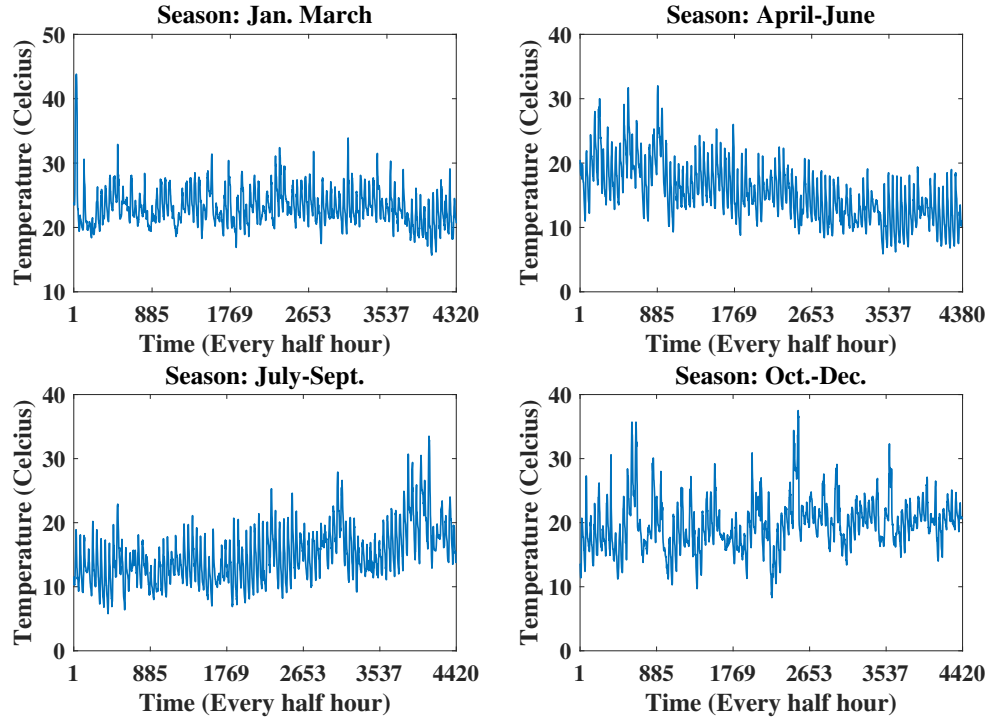 Season: Jan. March
Temperature (Celcius)
50
40
30
20
10
1 885 1769 2653 3537 4320
Time (Every half hour)
Season: April-June
Temperature (Celcius)
40
30
20
10
0
1 885 1769 2653 3537 4380
Time (Every half hour)
Season: July-Sept.
Temperature (Celcius)
40
30
20
10
0
1 885 1769 2653 3537 4420
Time (Every half hour)
Season: Oct.-Dec.
Temperature (Celcius)
40
30
20
10
0
1 885 1769 2653 3537 4420
Time (Every half hour)